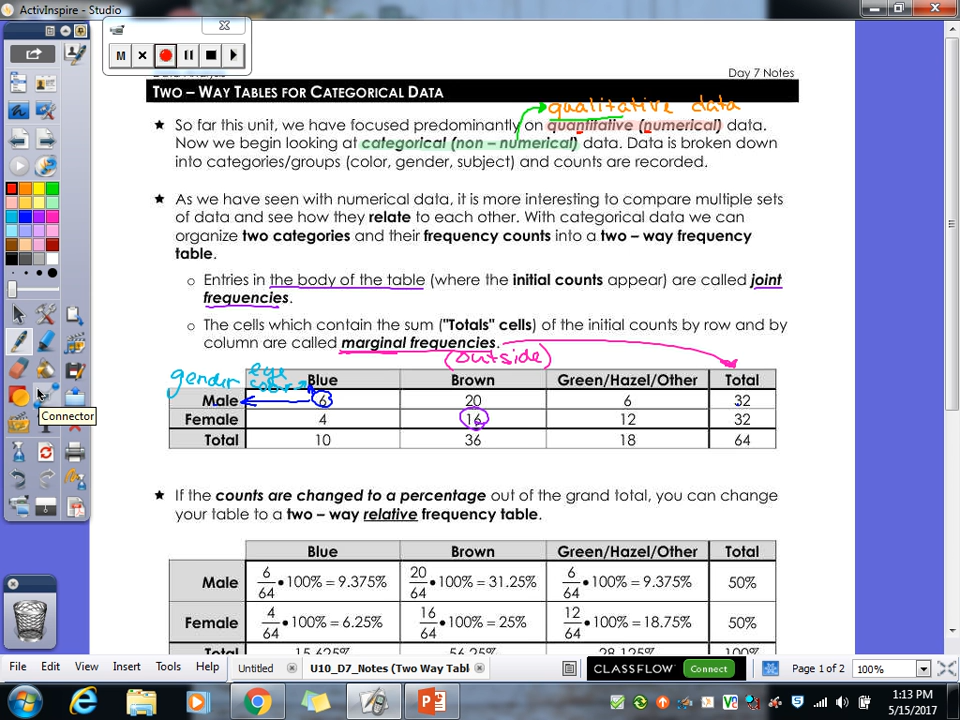 ActivInspire - Studio
M
Day 7 Notes
TWO – WAY TABLES FOR CATEGORICAL DATA
qualitative data
★ So far this unit, we have focused predominantly on quantitative (numerical) data.
Now we begin looking at categorical (non – numerical) data. Data is broken down
into categories/groups (color, gender, subject) and counts are recorded.
★ As we have seen with numerical data, it is more interesting to compare multiple sets
of data and see how they relate to each other. With categorical data we can
organize two categories and their frequency counts into a two – way frequency
table.
o Entries in the body of the table (where the initial counts appear) are called joint
frequencies.
o The cells which contain the sum ("Totals" cells) of the initial counts by row and by
column are called marginal frequencies.
(outside)
gender eye color
Blue Brown Green/Hazel/Other Total
Male 6 20 6 32
Female 4 16 12 32
Total 10 36 18 64
Connector
★ If the counts are changed to a percentage out of the grand total, you can change
your table to a two – way relative frequency table.
Blue Brown Green/Hazel/Other Total
Male 6/64 • 100% = 9.375% 20/64 • 100% = 31.25% 6/64 • 100% = 9.375% 50%
Female 4/64 • 100% = 6.25% 16/64 • 100% = 25% 12/64 • 100% = 18.75% 50%
Total 15.625% 56.25% 28.125% 100%
File Edit View Insert Tools Help Untitled U10_D7_Notes (Two Way Tabl CLASSFLOW Connect Page 1 of 2 100%
1:13 PM
5/15/2017